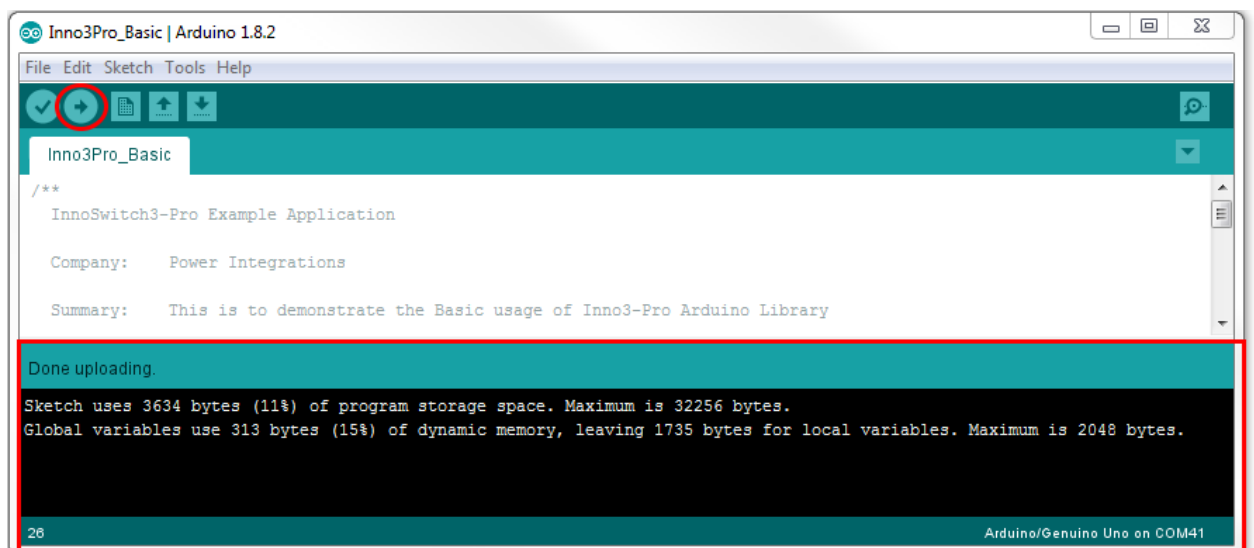 Inno3Pro_Basic | Arduino 1.8.2
File Edit Sketch Tools Help
Inno3Pro_Basic
/**
InnoSwitch3-Pro Example Application
Company: Power Integrations
Summary: This is to demonstrate the Basic usage of Inno3-Pro Arduino Library
Done uploading.
Sketch uses 3634 bytes (11%) of program storage space. Maximum is 32256 bytes.
Global variables use 313 bytes (15%) of dynamic memory, leaving 1735 bytes for local variables. Maximum is 2048 bytes.
26 Arduino/Genuino Uno on COM41